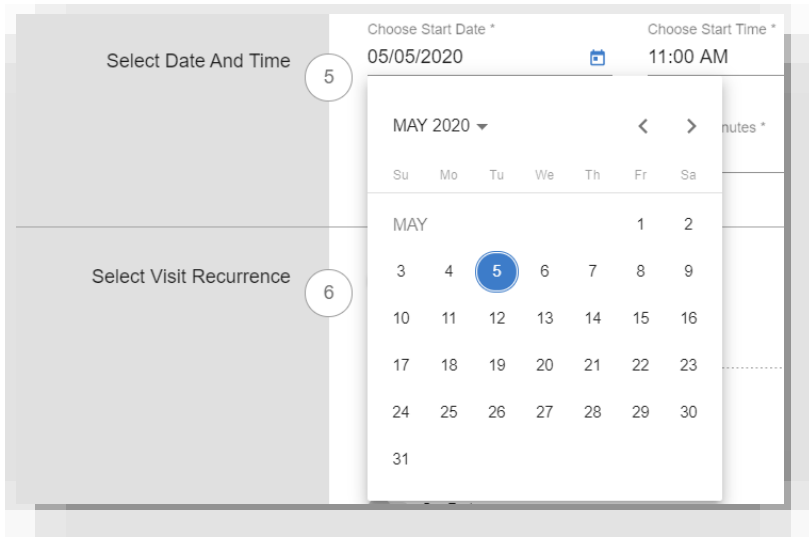 Choose Start Date * Choose Start Time *
Select Date And Time 5 05/05/2020 11:00 AM
MAY 2020
nutes *
Su Mo Tu We Th Fr Sa
MAY 1 2
Select Visit Recurrence 6
3 4 5 6 7 8 9
10 11 12 13 14 15 16
17 18 19 20 21 22 23
24 25 26 27 28 29 30
31